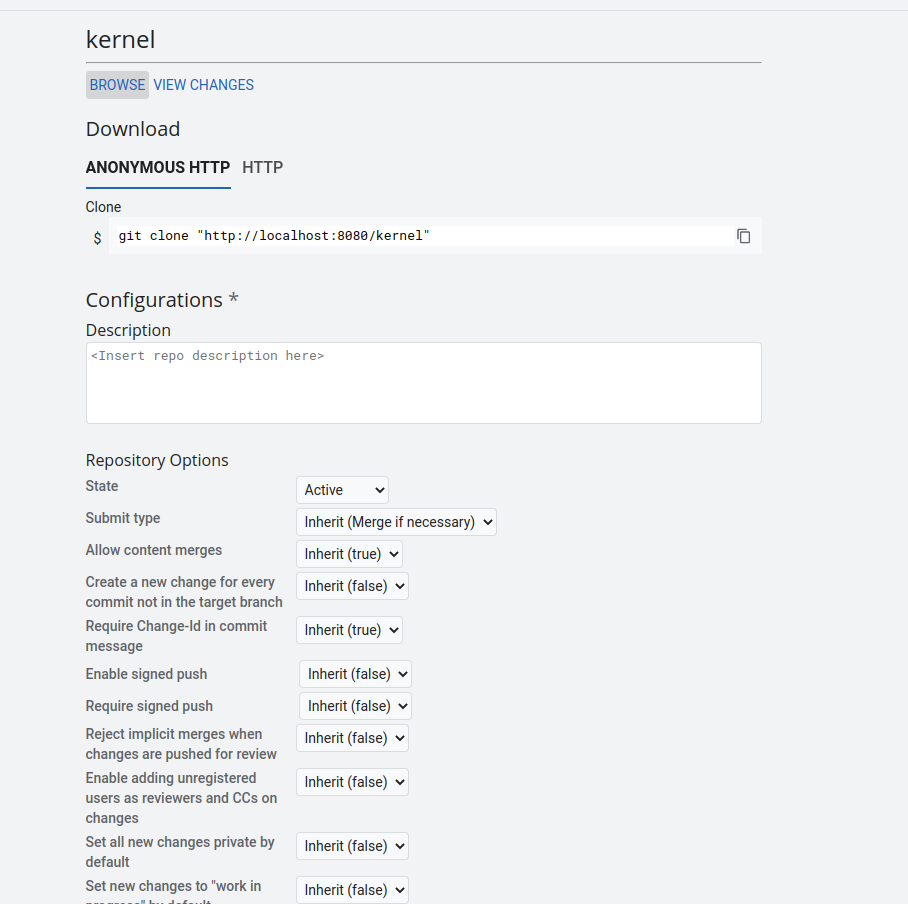 kernel
BROWSE VIEW CHANGES
Download
ANONYMOUS HTTP HTTP
Clone
$ git clone "http://localhost:8080/kernel"
Configurations *
Description
<Insert repo description here>
Repository Options
State Active
Submit type Inherit (Merge if necessary)
Allow content merges Inherit (true)
Create a new change for every
commit not in the target branch Inherit (false)
Require Change-Id in commit
message Inherit (true)
Enable signed push Inherit (false)
Require signed push Inherit (false)
Reject implicit merges when
changes are pushed for review Inherit (false)
Enable adding unregistered
users as reviewers and CCs on
changes Inherit (false)
Set all new changes private by
default Inherit (false)
Set new changes to "work in
progress" by default Inherit (false)